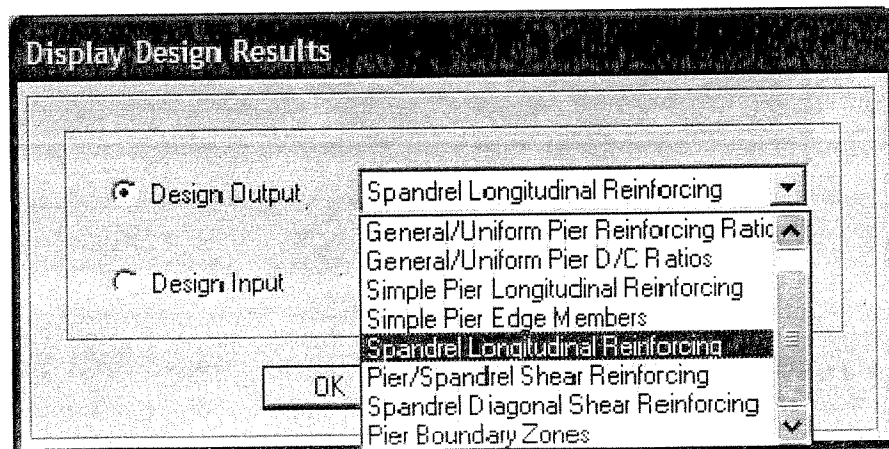 Display Design Results
Design Output
Spandrel Longitudinal Reinforcing
General/Uniform Pier Reinforcing Ratic
General/Uniform Pier D/C Ratios
Design Input
Simple Pier Longitudinal Reinforcing
Simple Pier Edge Members
Spandrel Longitudinal Reinforcing
OK
Pier/Spandrel Shear Reinforcing
Spandrel Diagonal Shear Reinforcing
Pier Boundary Zones